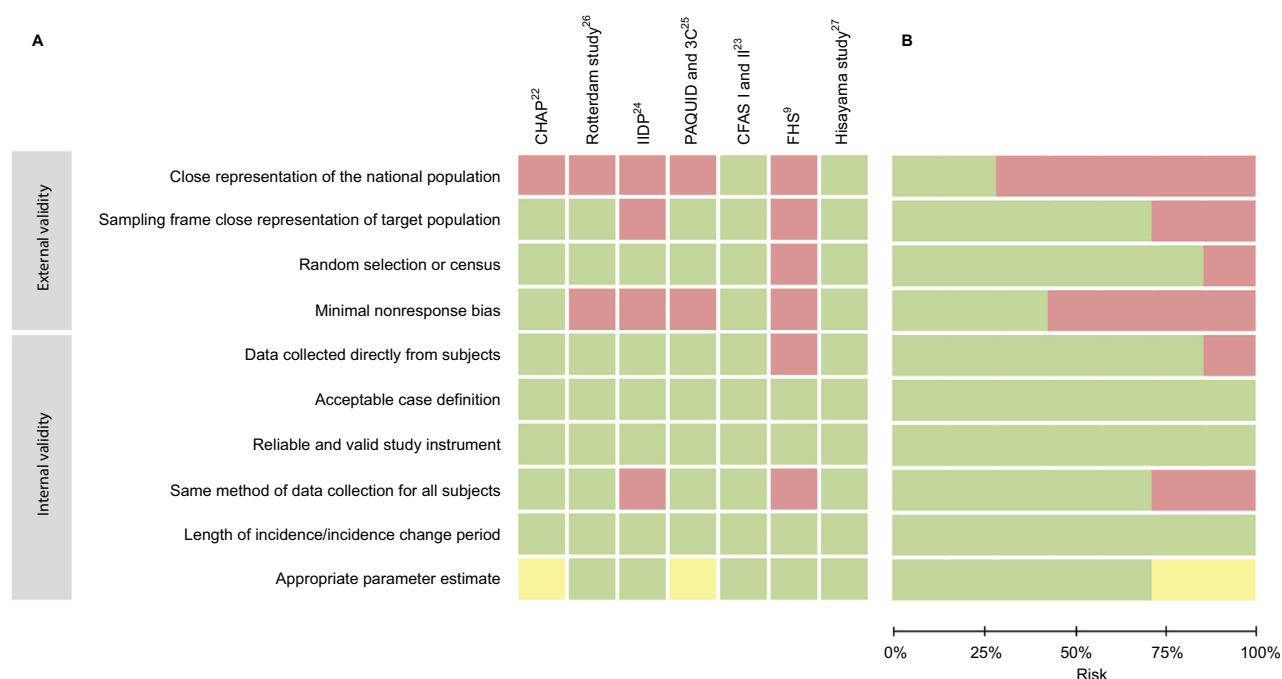 A
B
CHAP22
Rotterdam study26
IIDP24
PAQUID and 3C25
CFAS I and II23
FHS9
Hisayama study27
External validity
Close representation of the national population
Sampling frame close representation of target population
Random selection or census
Minimal nonresponse bias
Internal validity
Data collected directly from subjects
Acceptable case definition
Reliable and valid study instrument
Same method of data collection for all subjects
Length of incidence/incidence change period
Appropriate parameter estimate
0% 25% 50% 75% 100%
Risk